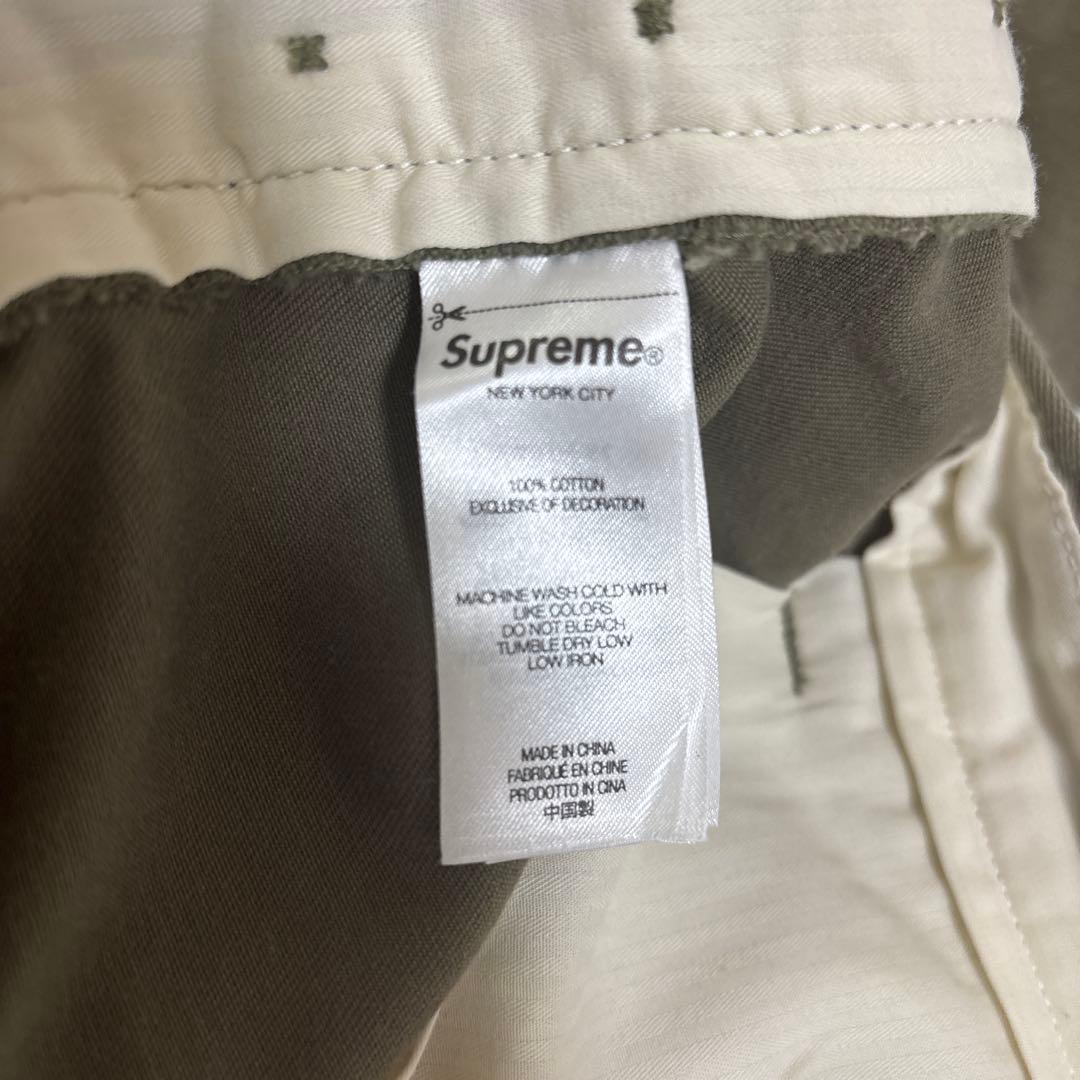 Supreme®
NEW YORK CITY
100% COTTON
EXCLUSIVE OF DECORATION
MACHINE WASH COLD WITH
LIKE COLORS
DO NOT BLEACH
TUMBLE DRY LOW
LOW IRON
MADE IN CHINA
FABRIQUÉ EN CHINE
PRODOTTO IN CINA
中国製